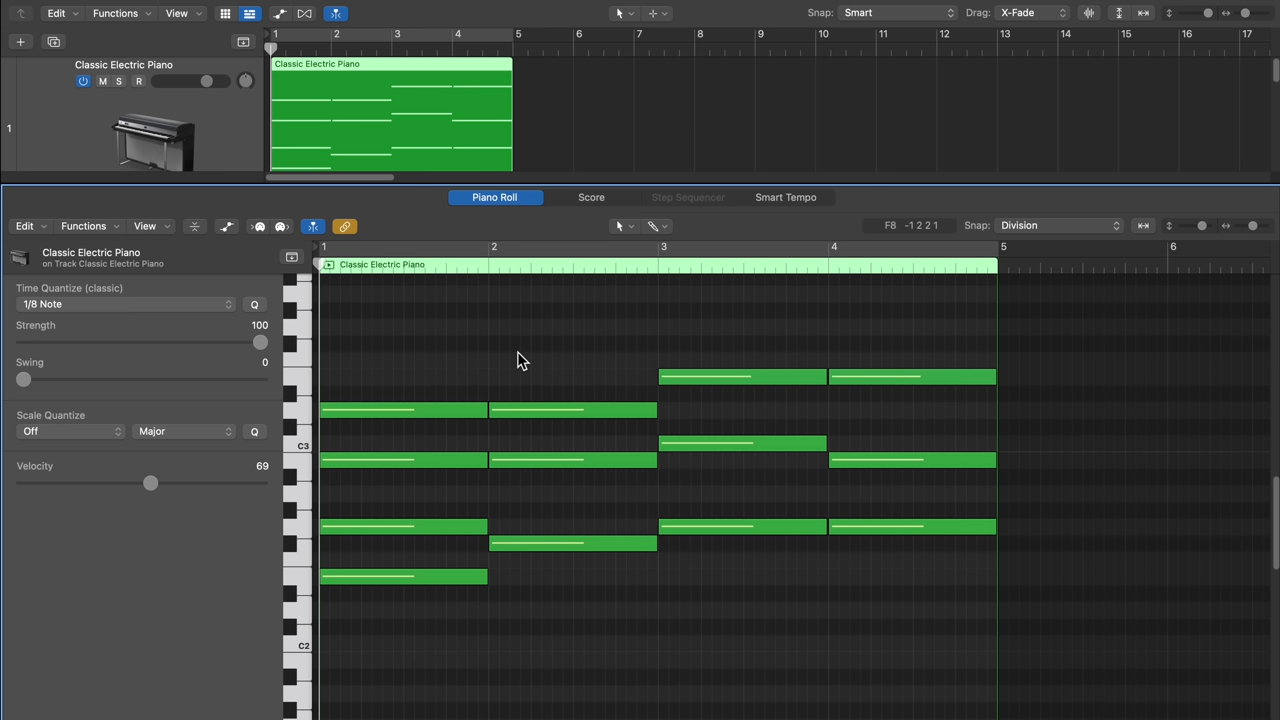 Edit Functions View Snap: Smart Drag: X-Fade
1 2 3 4 5 6 7 8 9 10 11 12 13 14 15 16 17
Classic Electric Piano
M S R
1
Classic Electric Piano
Piano Roll Score Step Sequencer Smart Tempo
Edit Functions View F8 -1 2 2 1 Snap: Division
Classic Electric Piano
on Track Classic Electric Piano
1 2 3 4 5 6
Classic Electric Piano
Time Quantize (classic)
1/8 Note Q
Strength 100
Swing 0
Scale Quantize
Off Major Q
Velocity 69
C3
C2